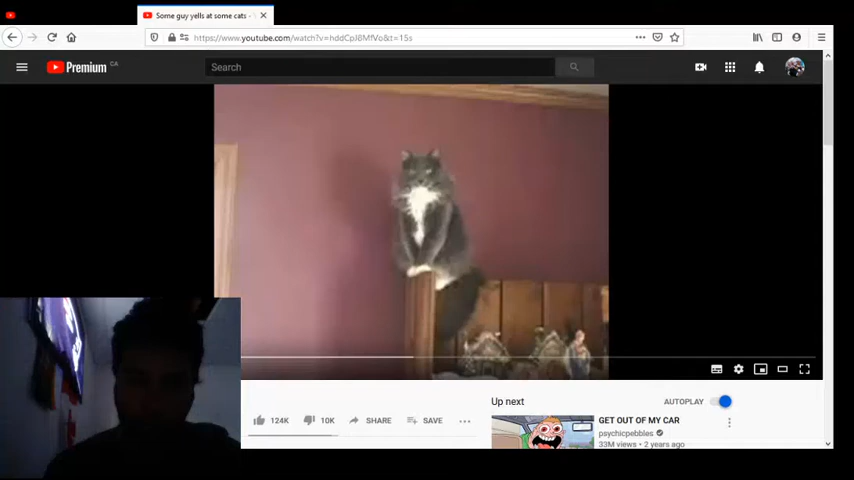 Some guy yells at some cats -
https://www.youtube.com/watch?v=hddCpJ8MfVo&t=15s
Premium CA
Search
Up next
AUTOPLAY
124K
10K
SHARE
SAVE
GET OUT OF MY CAR
psychicpebbles
33M views • 2 years ago